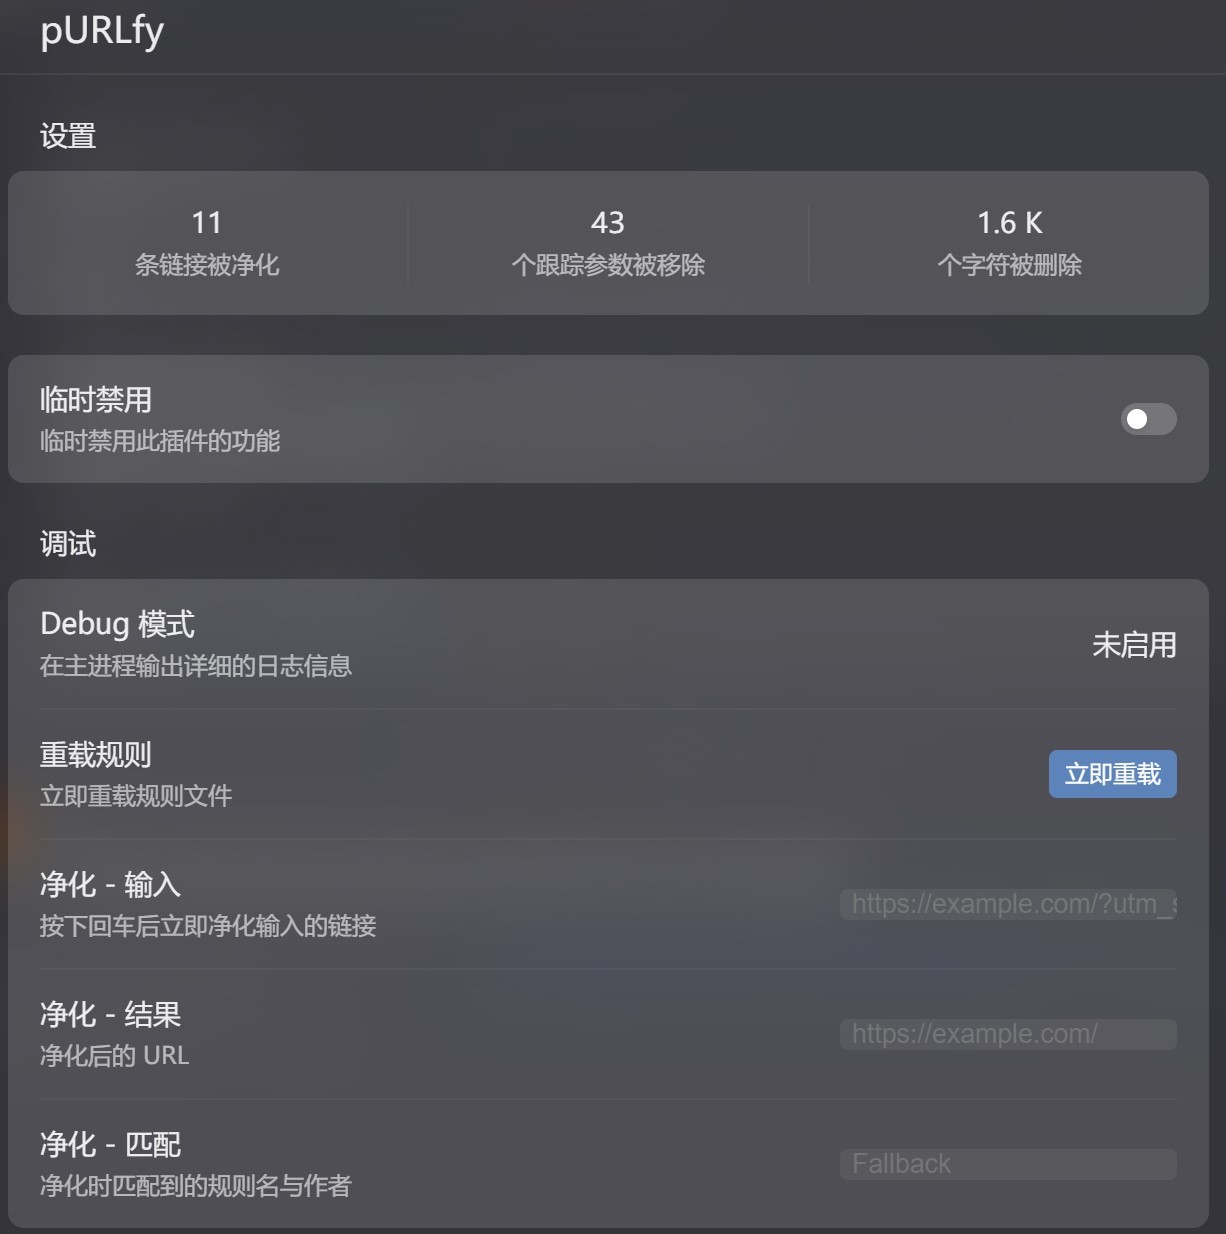 pURLfy
设置
11
条链接被净化
43
个跟踪参数被移除
1.6 K
个字符被删除
临时禁用
临时禁用此插件的功能
调试
Debug 模式
在主进程输出详细的日志信息
未启用
重载规则
立即重载规则文件
立即重载
净化 - 输入
按下回车后立即净化输入的链接
https://example.com/?utm_s
净化 - 结果
净化后的 URL
https://example.com/
净化 - 匹配
净化时匹配到的规则名与作者
Fallback